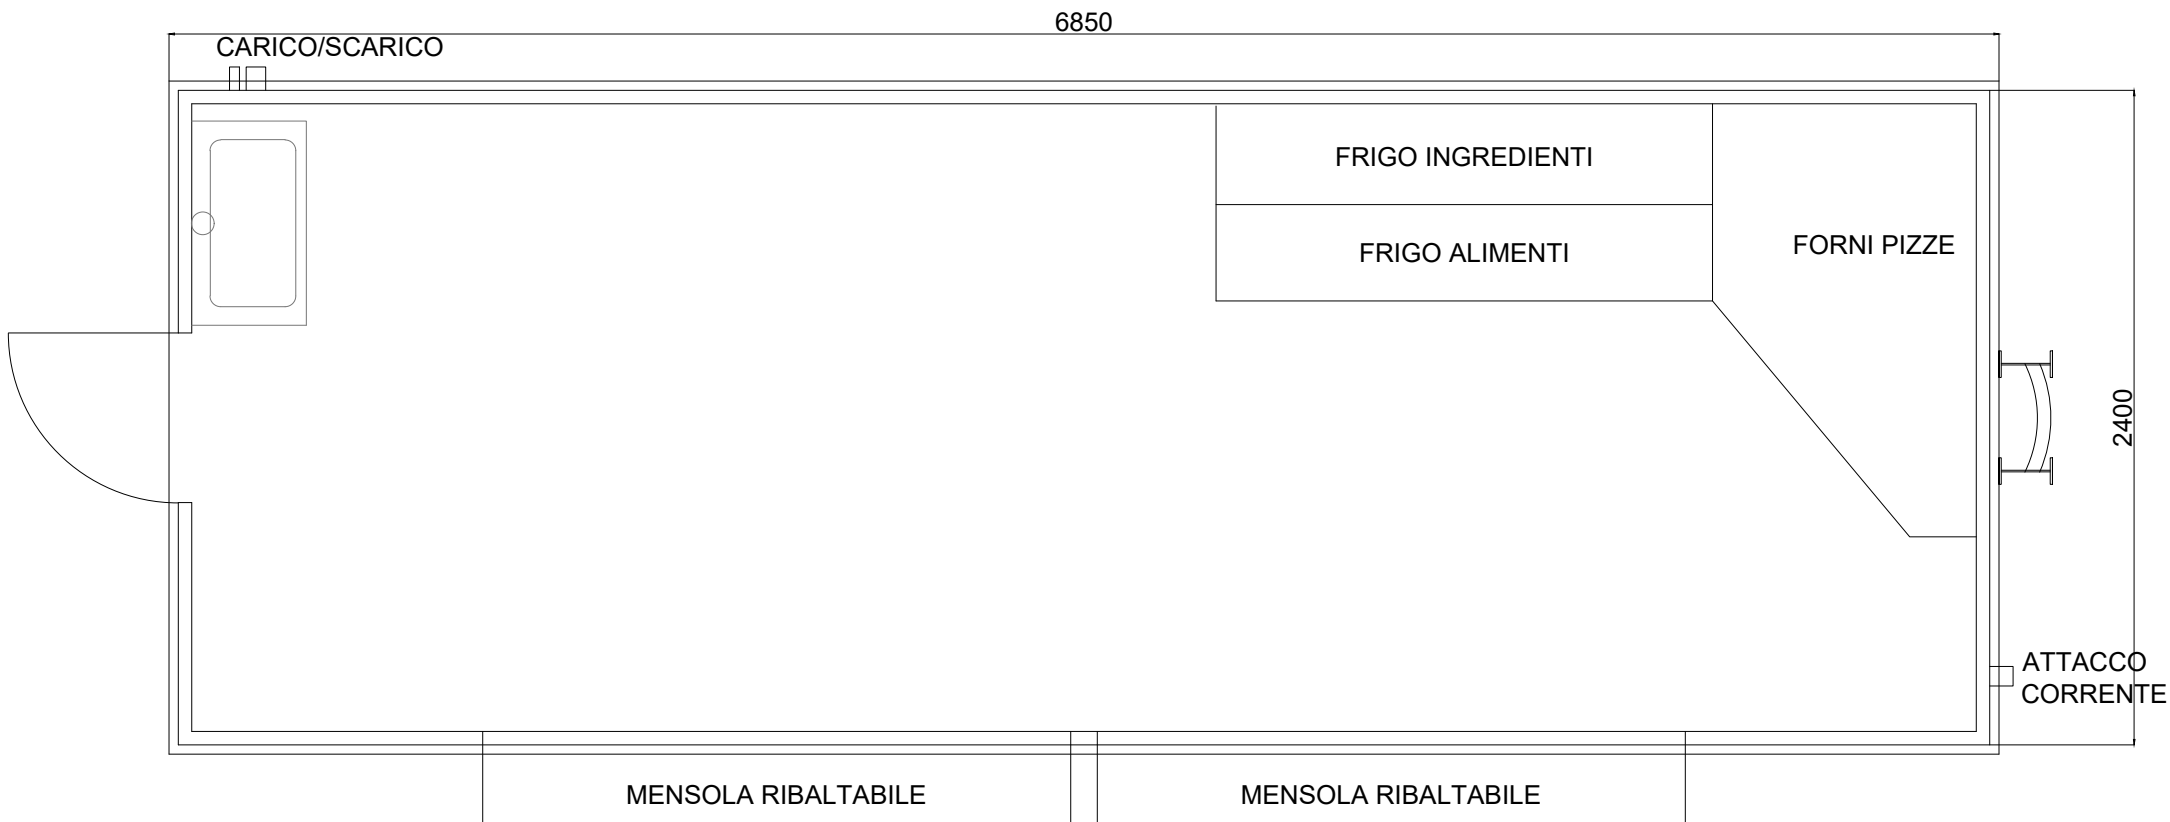 6850
CARICO/SCARICO
FRIGO INGREDIENTI
FRIGO ALIMENTI
FORNI PIZZE
2400
ATTACCO
CORRENTE
MENSOLA RIBALTABILE
MENSOLA RIBALTABILE